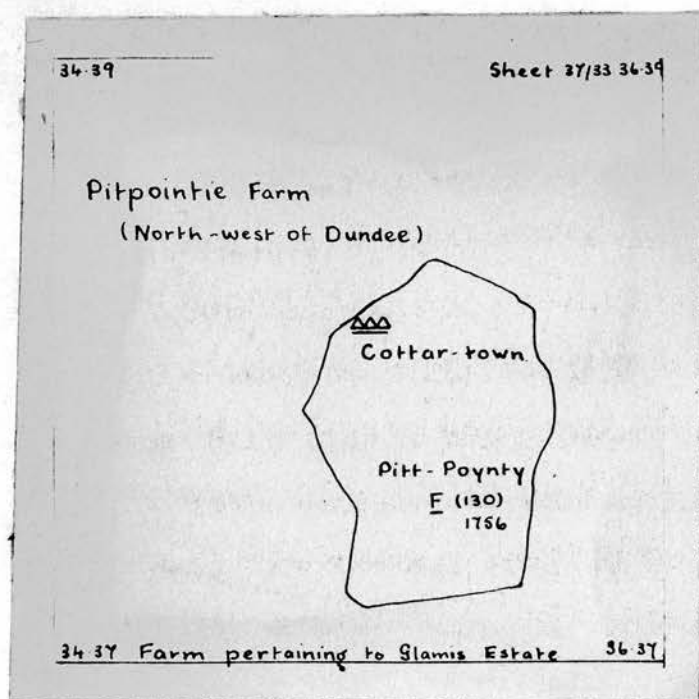 34·39 Sheet 37/33 36·39
Pitpointie Farm
(North-west of Dundee)
Cottar-town
Pitt-Poynty
F (130)
1756
34·37 Farm pertaining to Glamis Estate 36·37